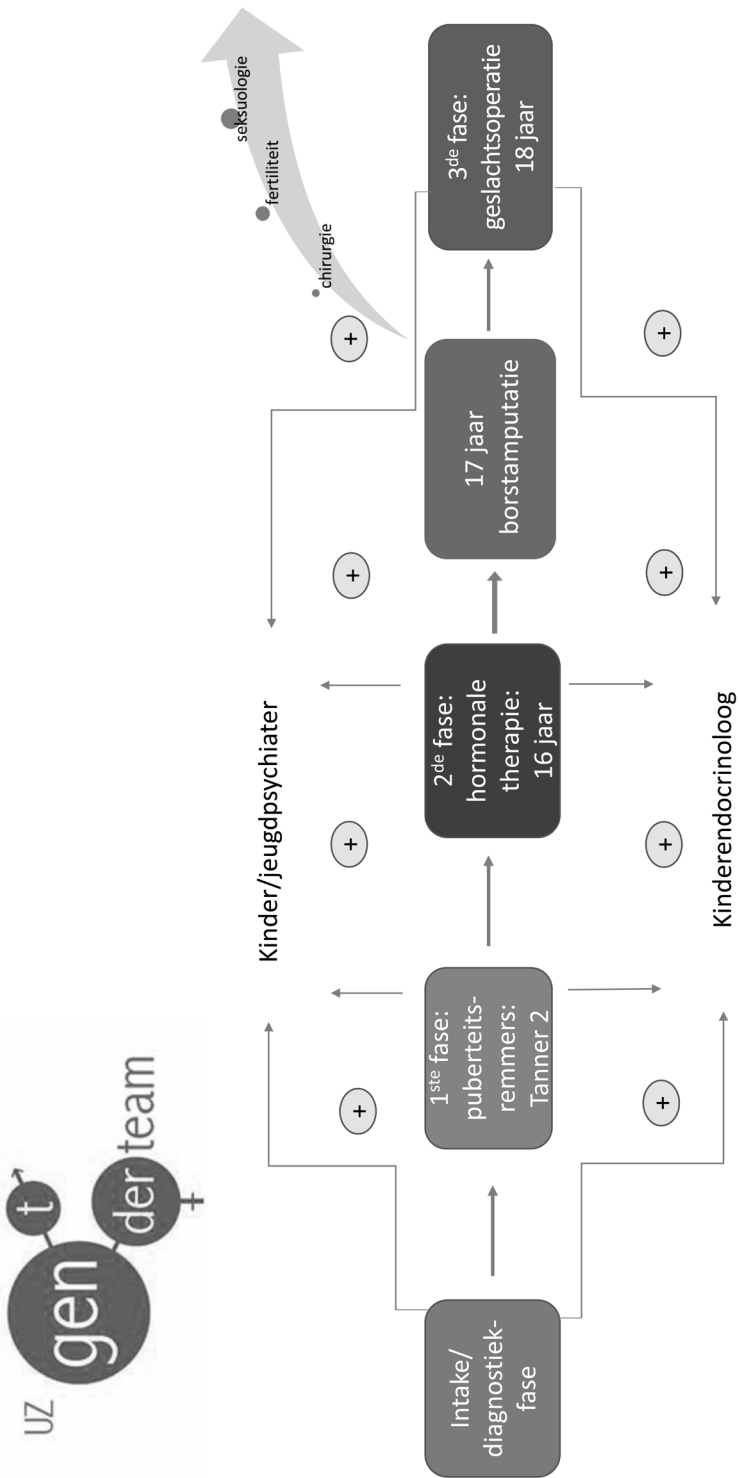 UZ
gen t
der team
Kinder/jeugdpsychiater
chirurgie
fertiliteit
seksuologie
+
+
+
+
Intake/
diagnostiek-
fase
1ste fase:
puberteits-
remmers:
Tanner 2
2de fase:
hormonale
therapie:
16 jaar
17 jaar
borstamputatie
3de fase:
geslachtsoperatie
18 jaar
+
+
+
+
Kinderendocrinoloog